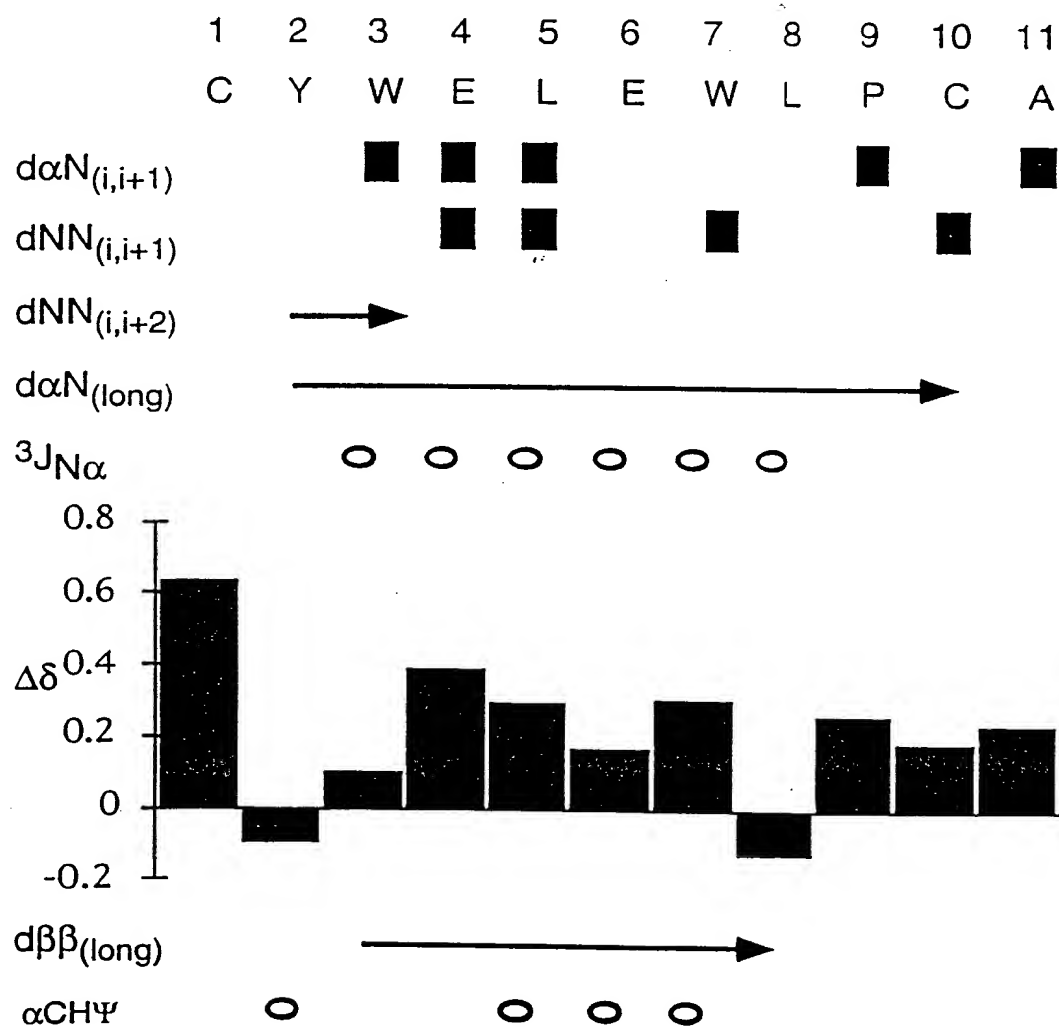 1 2 3 4 5 6 7 8 9 10 11
C Y W E L E W L P C A
dαN(i,i+1)
dNN(i,i+1)
dNN(i,i+2)
dαN(long)
3JNα
0.8
0.6
Δδ 0.4
0.2
0
-0.2
dββ(long)
αCHΨ